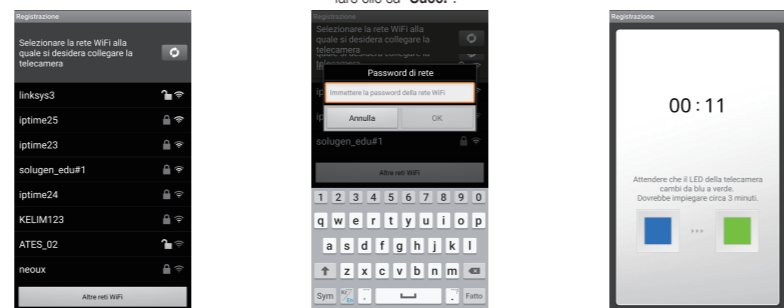 fare clic su "Succ.".
Registrazione
Selezionare la rete WiFi alla
quale si desidera collegare la
telecamera
linksys3
iptime25
iptime23
solugen_edu#1
iptime24
KELIM123
ATES_02
neoux
Altre reti WiFi
Registrazione
Selezionare la rete WiFi alla
quale si desidera collegare la
telecamera
Password di rete
Immettere la password della rete WiFi
Annulla OK
solugen_edu#1
Altre reti WiFi
1 2 3 4 5 6 7 8 9 0
q w e r t y u i o p
a s d f g h j k l
z x c v b n m
Sym Fatto
Registrazione
00 : 11
Attendere che il LED della telecamera
cambi da blu a verde.
Dovrebbe impiegare circa 3 minuti.